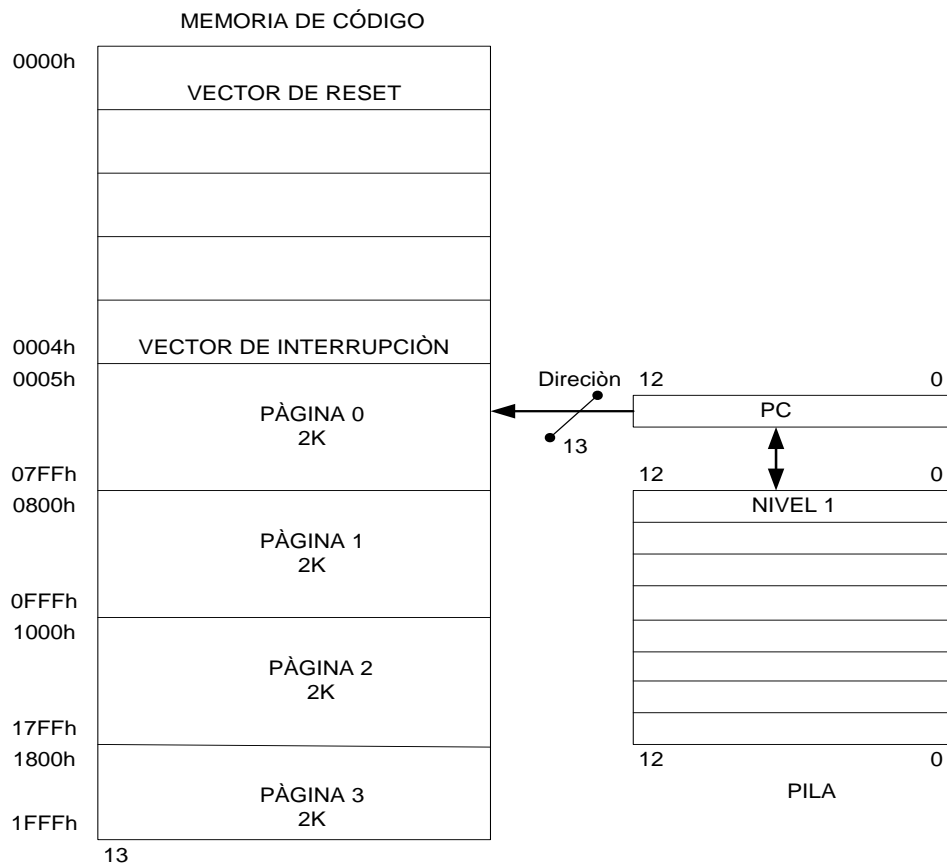 MEMORIA DE CÓDIGO
0000h
VECTOR DE RESET
0004h
VECTOR DE INTERRUPCIÒN
0005h
PÀGINA 0
2K
07FFh
0800h
PÀGINA 1
2K
0FFFh
1000h
PÀGINA 2
2K
17FFh
1800h
PÀGINA 3
2K
1FFFh
13
Direciòn
13
12 0
PC
12 0
NIVEL 1
12 0
PILA